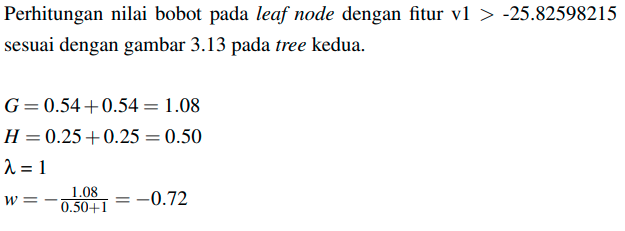 Perhitungan nilai bobot pada leaf node dengan fitur v1 > -25.82598215
sesuai dengan gambar 3.13 pada tree kedua.
G = 0.54 + 0.54 = 1.08
H = 0.25 + 0.25 = 0.50
λ = 1
w = −\frac{1.08}{0.50+1} = −0.72